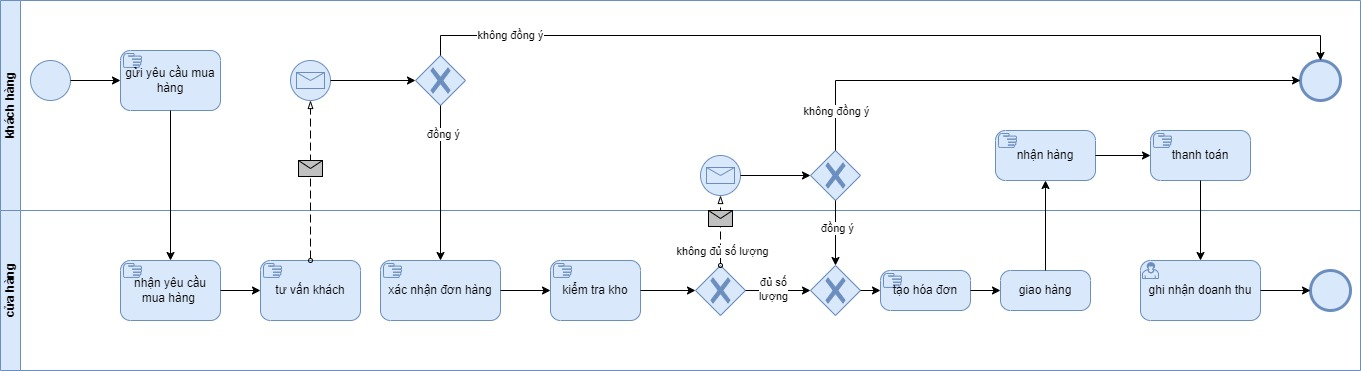 khách hàng
gửi yêu cầu mua
hàng
không đồng ý
đồng ý
không đồng ý
nhận hàng
thanh toán
cửa hàng
nhận yêu cầu
mua hàng
tư vấn khách
xác nhận đơn hàng
kiểm tra kho
không đủ số lượng
đủ số
lượng
đồng ý
tạo hóa đơn
giao hàng
ghi nhận doanh thu